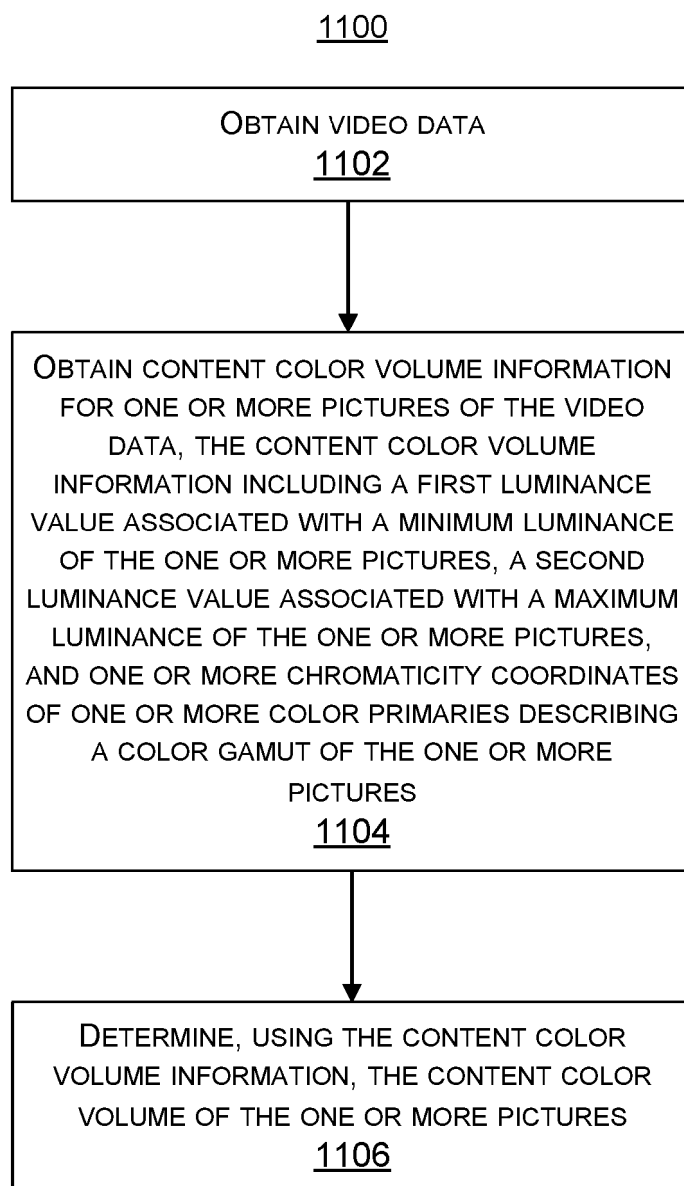 1100
OBTAIN VIDEO DATA
1102
OBTAIN CONTENT COLOR VOLUME INFORMATION
FOR ONE OR MORE PICTURES OF THE VIDEO
DATA, THE CONTENT COLOR VOLUME
INFORMATION INCLUDING A FIRST LUMINANCE
VALUE ASSOCIATED WITH A MINIMUM LUMINANCE
OF THE ONE OR MORE PICTURES, A SECOND
LUMINANCE VALUE ASSOCIATED WITH A MAXIMUM
LUMINANCE OF THE ONE OR MORE PICTURES,
AND ONE OR MORE CHROMATICITY COORDINATES
OF ONE OR MORE COLOR PRIMARIES DESCRIBING
A COLOR GAMUT OF THE ONE OR MORE
PICTURES
1104
DETERMINE, USING THE CONTENT COLOR
VOLUME INFORMATION, THE CONTENT COLOR
VOLUME OF THE ONE OR MORE PICTURES
1106